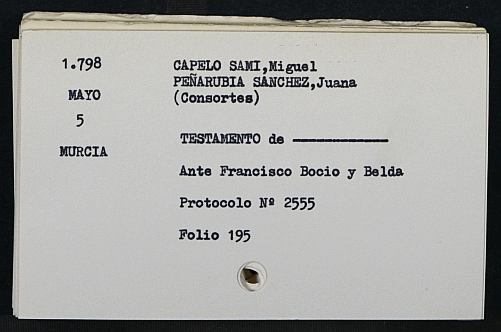 1.798
MAYO
5
MURCIA
CAPELO SAMI,Miguel
PEÑARUBIA SANCHEZ,Juana
(Consortes)
TESTAMENTO de -------------
Ante Francisco Bocio y Belda
Protocolo Nº 2555
Folio 195